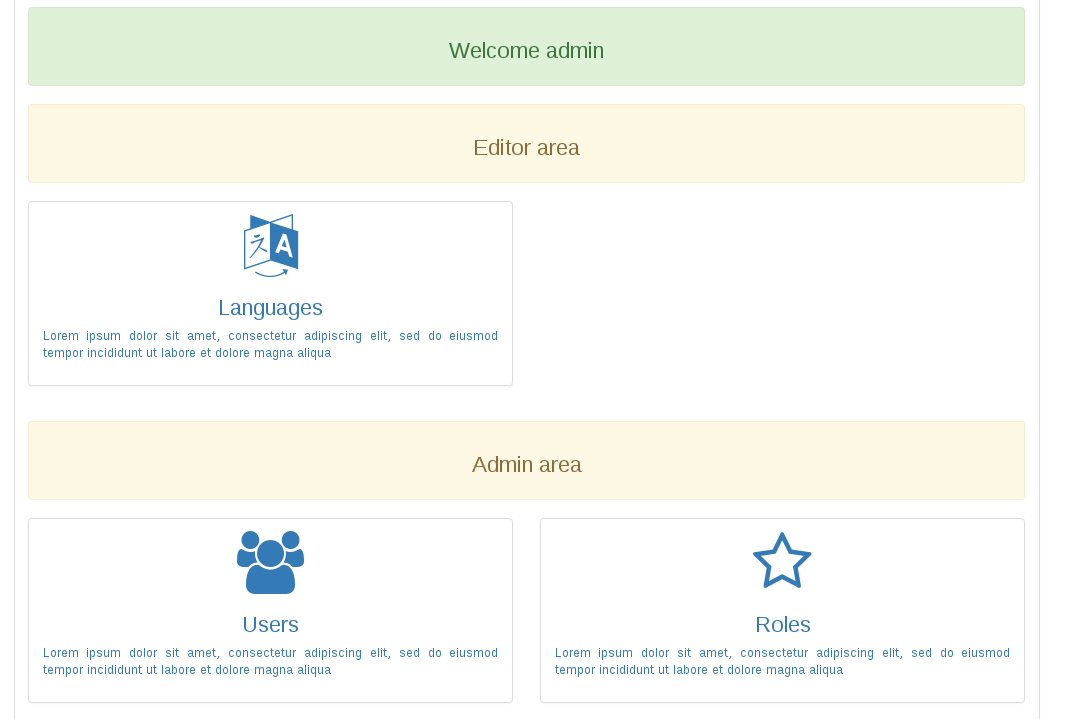 Welcome admin
Editor area
Languages
Lorem ipsum dolor sit amet, consectetur adipiscing elit, sed do eiusmod
tempor incididunt ut labore et dolore magna aliqua
Admin area
Users
Lorem ipsum dolor sit amet, consectetur adipiscing elit, sed do eiusmod
tempor incididunt ut labore et dolore magna aliqua
Roles
Lorem ipsum dolor sit amet, consectetur adipiscing elit, sed do eiusmod
tempor incididunt ut labore et dolore magna aliqua